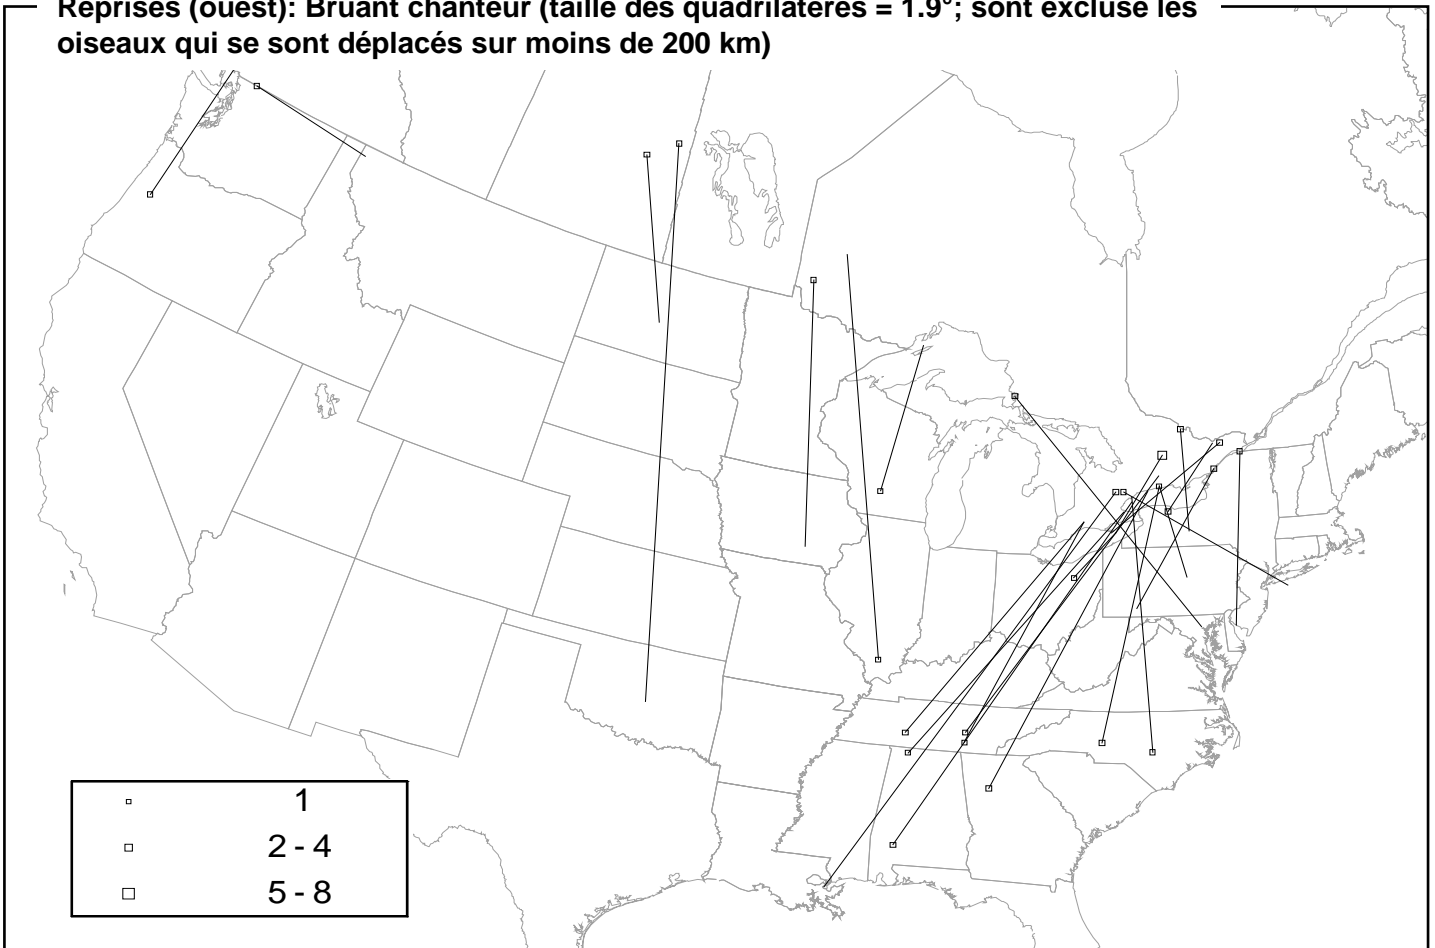 Reprises (ouest): Bruant chanteur (taille des quadrilatères = 1.9°; sont excluse les
oiseaux qui se sont déplacés sur moins de 200 km)
1
2 - 4
5 - 8